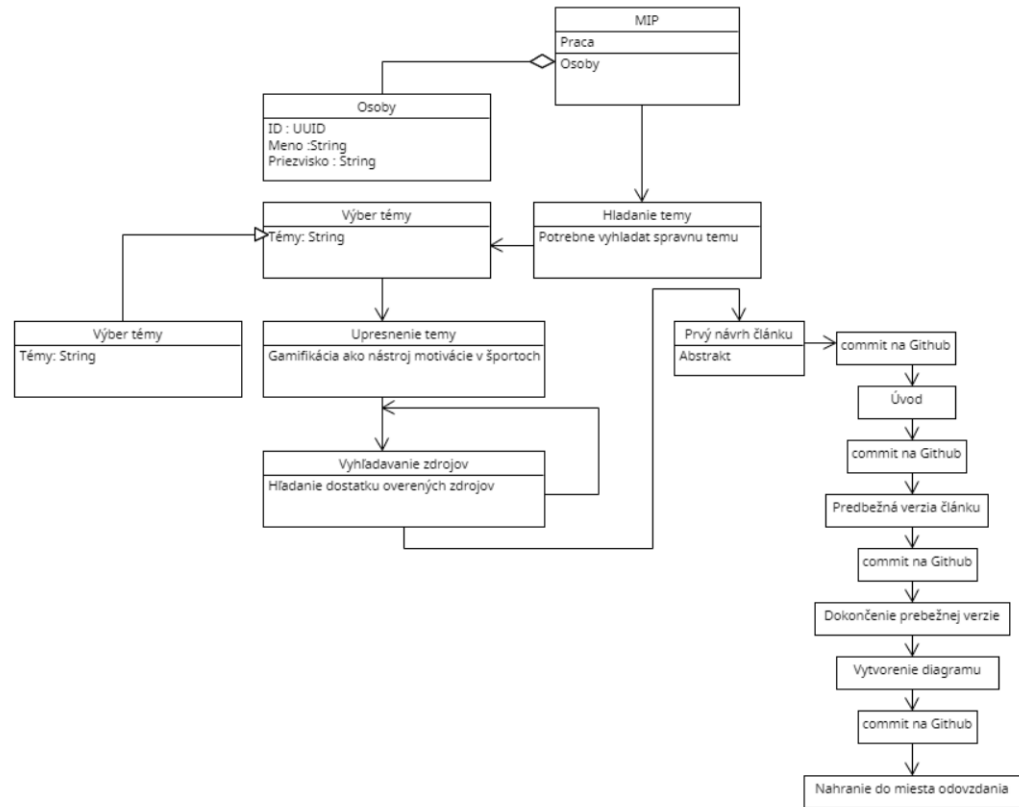 MIP
Praca
Osoby
Osoby
ID : UUID
Meno :String
Priezvisko : String
Výber témy
Témy: String
Hladanie temy
Potrebne vyhladat spravnu temu
Výber témy
Témy: String
Upresnenie temy
Gamifikácia ako nástroj motivácie v športoch
Vyhľadavanie zdrojov
Hľadanie dostatku overených zdrojov
Prvý návrh článku
Abstrakt
commit na Github
Úvod
commit na Github
Predbežná verzia článku
commit na Github
Dokončenie prebežnej verzie
Vytvorenie diagramu
commit na Github
Nahranie do miesta odovzdania